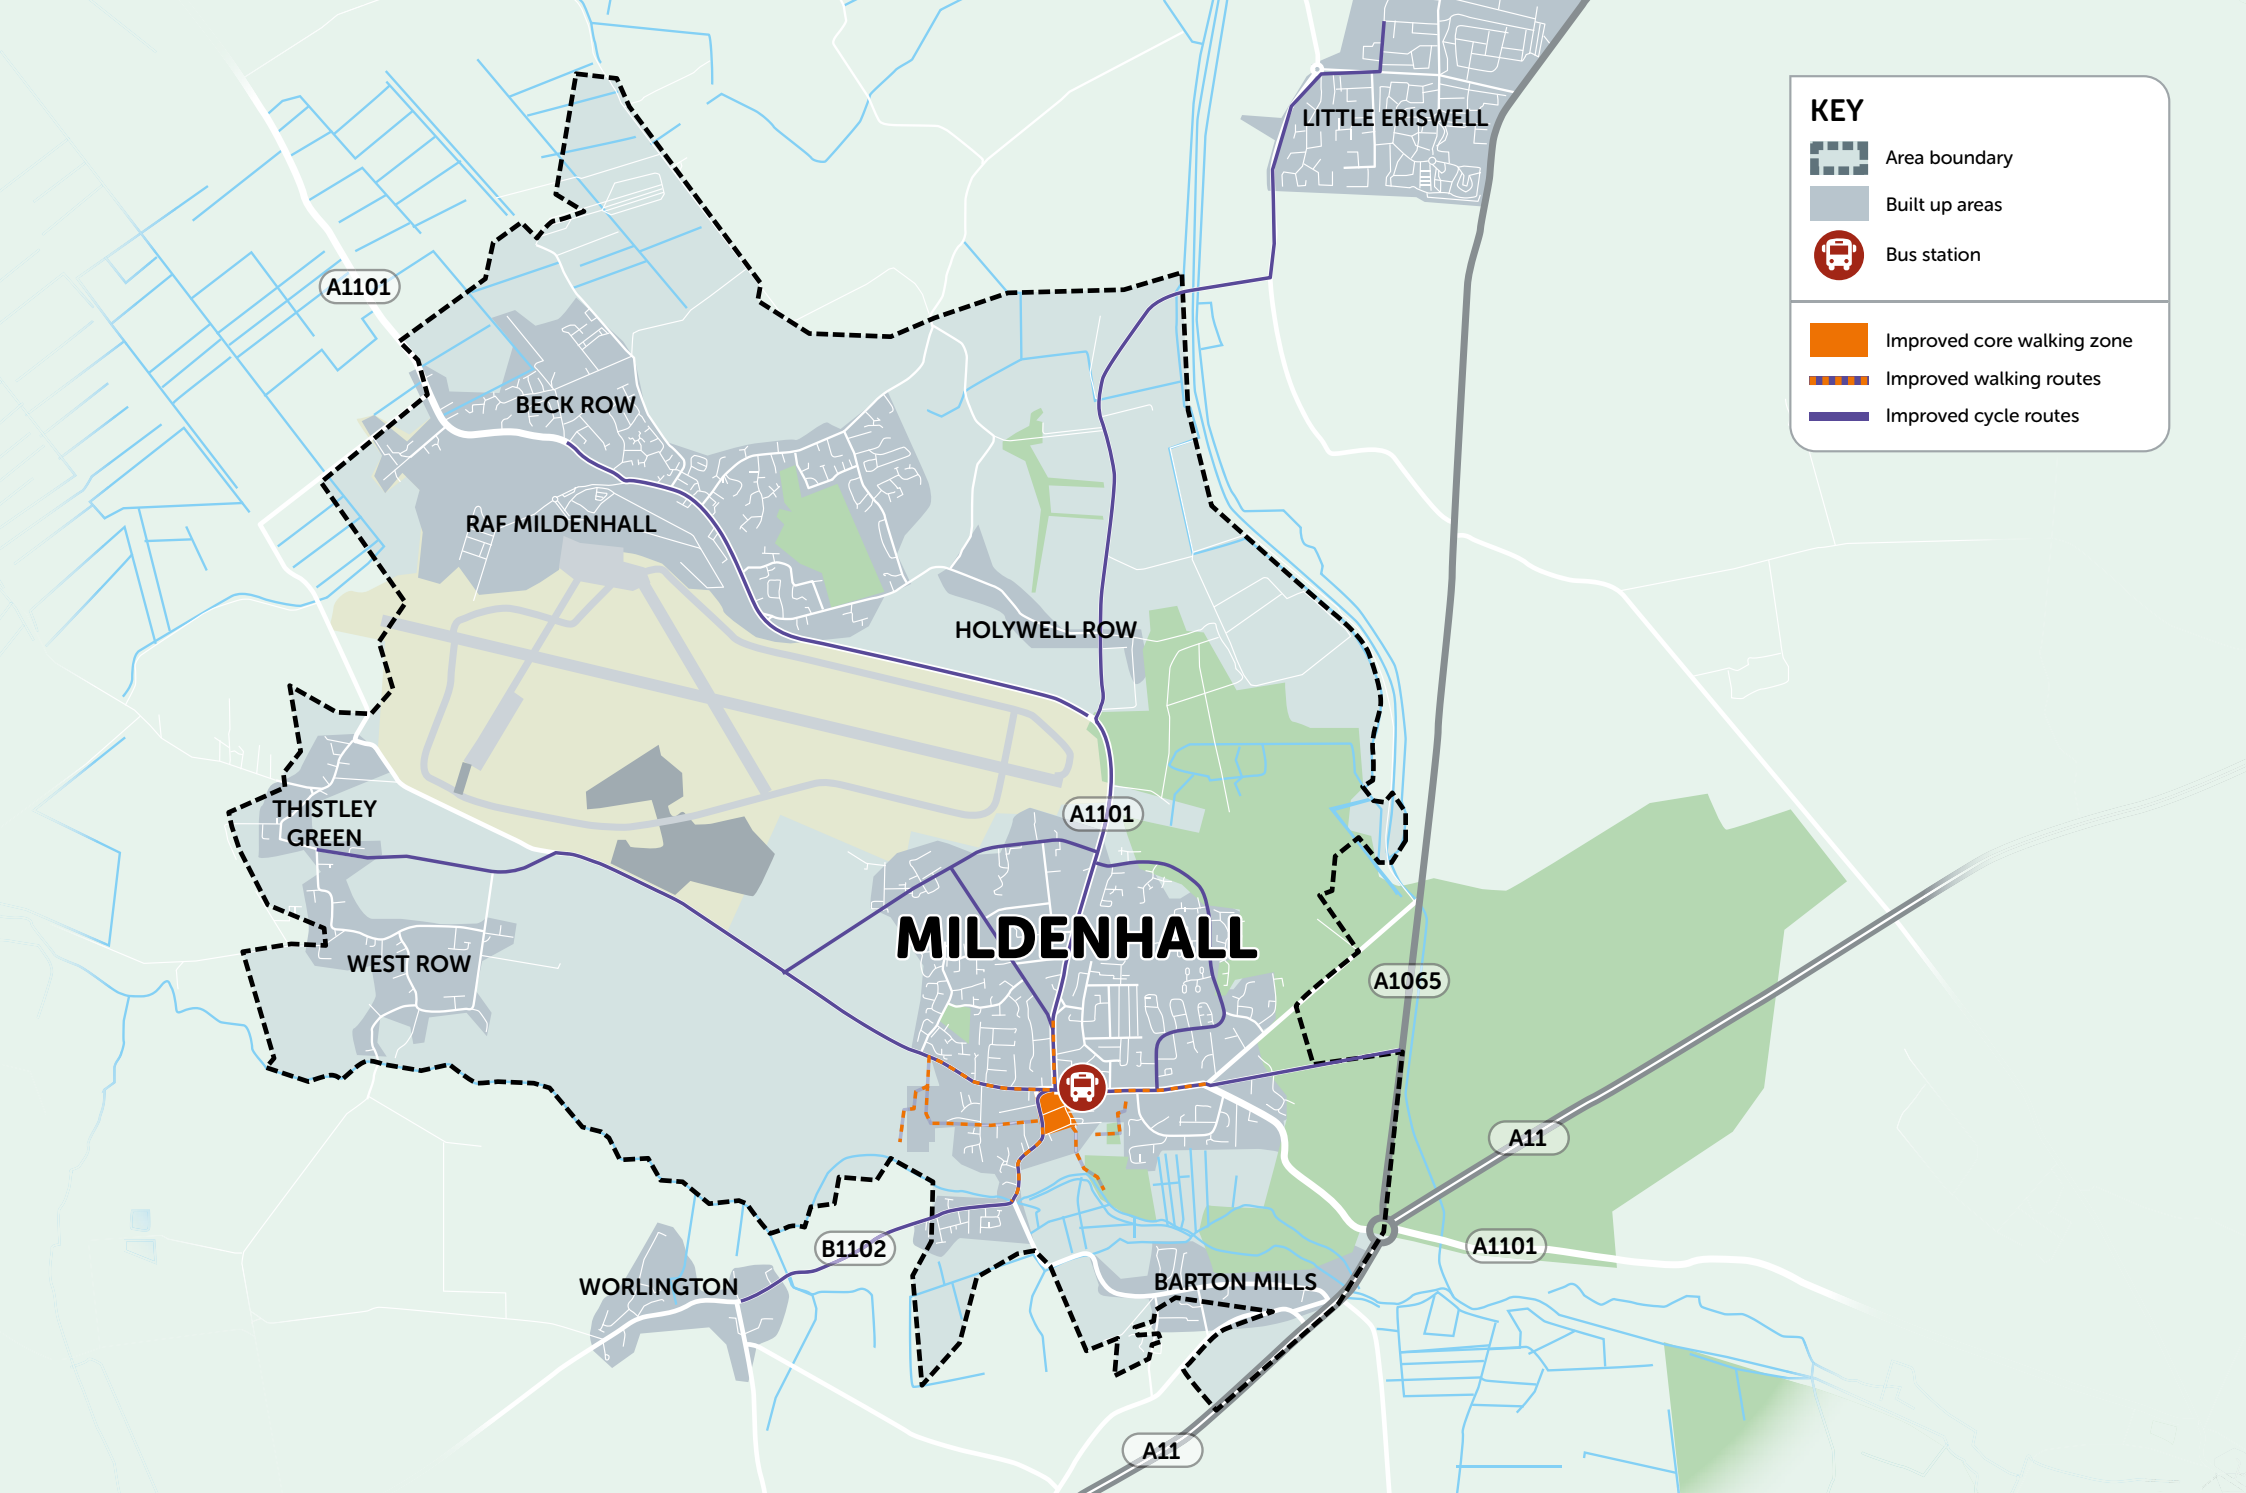 LITTLE ERISWELL
KEY
Area boundary
Built up areas
Bus station
Improved core walking zone
Improved walking routes
Improved cycle routes
A1101
BECK ROW
RAF MILDENHALL
HOLYWELL ROW
THISTLEY
GREEN
A1101
MILDENHALL
WEST ROW
A1065
A11
B1102
A1101
WORLINGTON
BARTON MILLS
A11